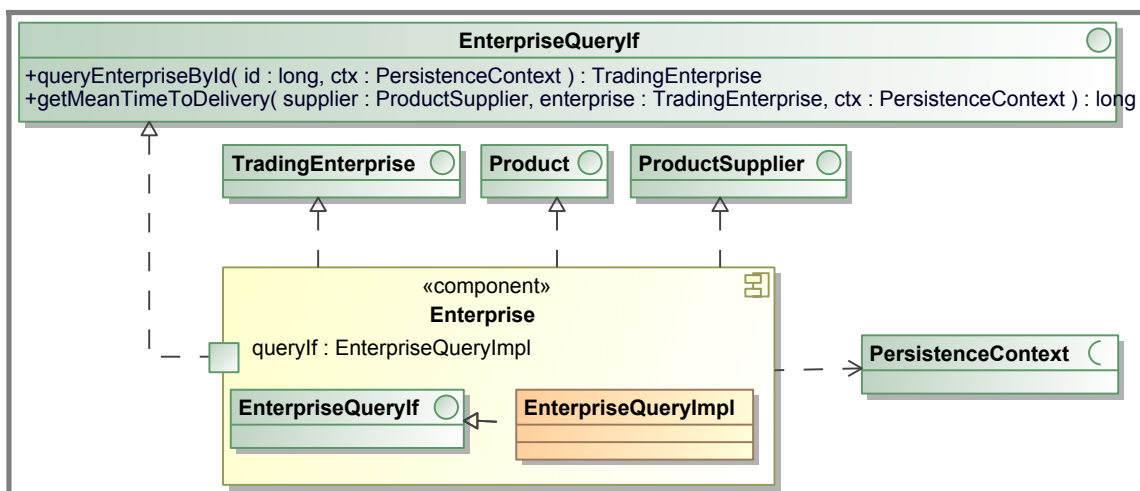 EnterpriseQueryIf
+queryEnterpriseById( id : long, ctx : PersistenceContext ) : TradingEnterprise
+getMeanTimeToDelivery( supplier : ProductSupplier, enterprise : TradingEnterprise, ctx : PersistenceContext ) : long
TradingEnterprise
Product
ProductSupplier
«component»
Enterprise
queryIf : EnterpriseQueryImpl
PersistenceContext
EnterpriseQueryIf
EnterpriseQueryImpl